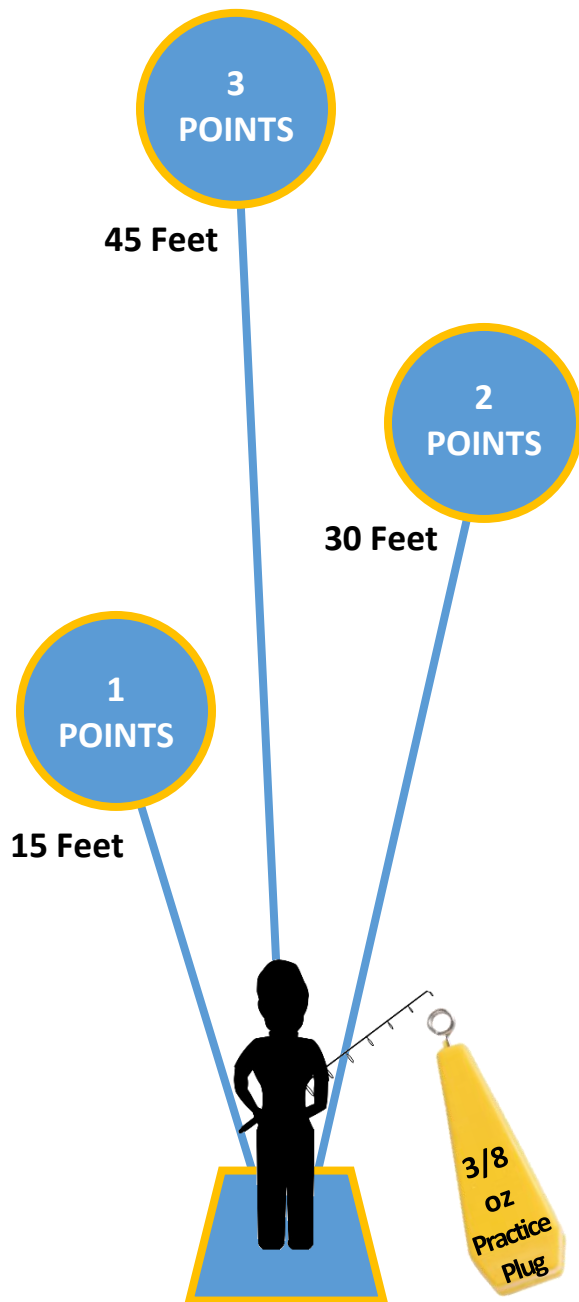 3
POINTS
45 Feet
2
POINTS
30 Feet
1
POINTS
15 Feet
3/8
oz
Practice
Plug